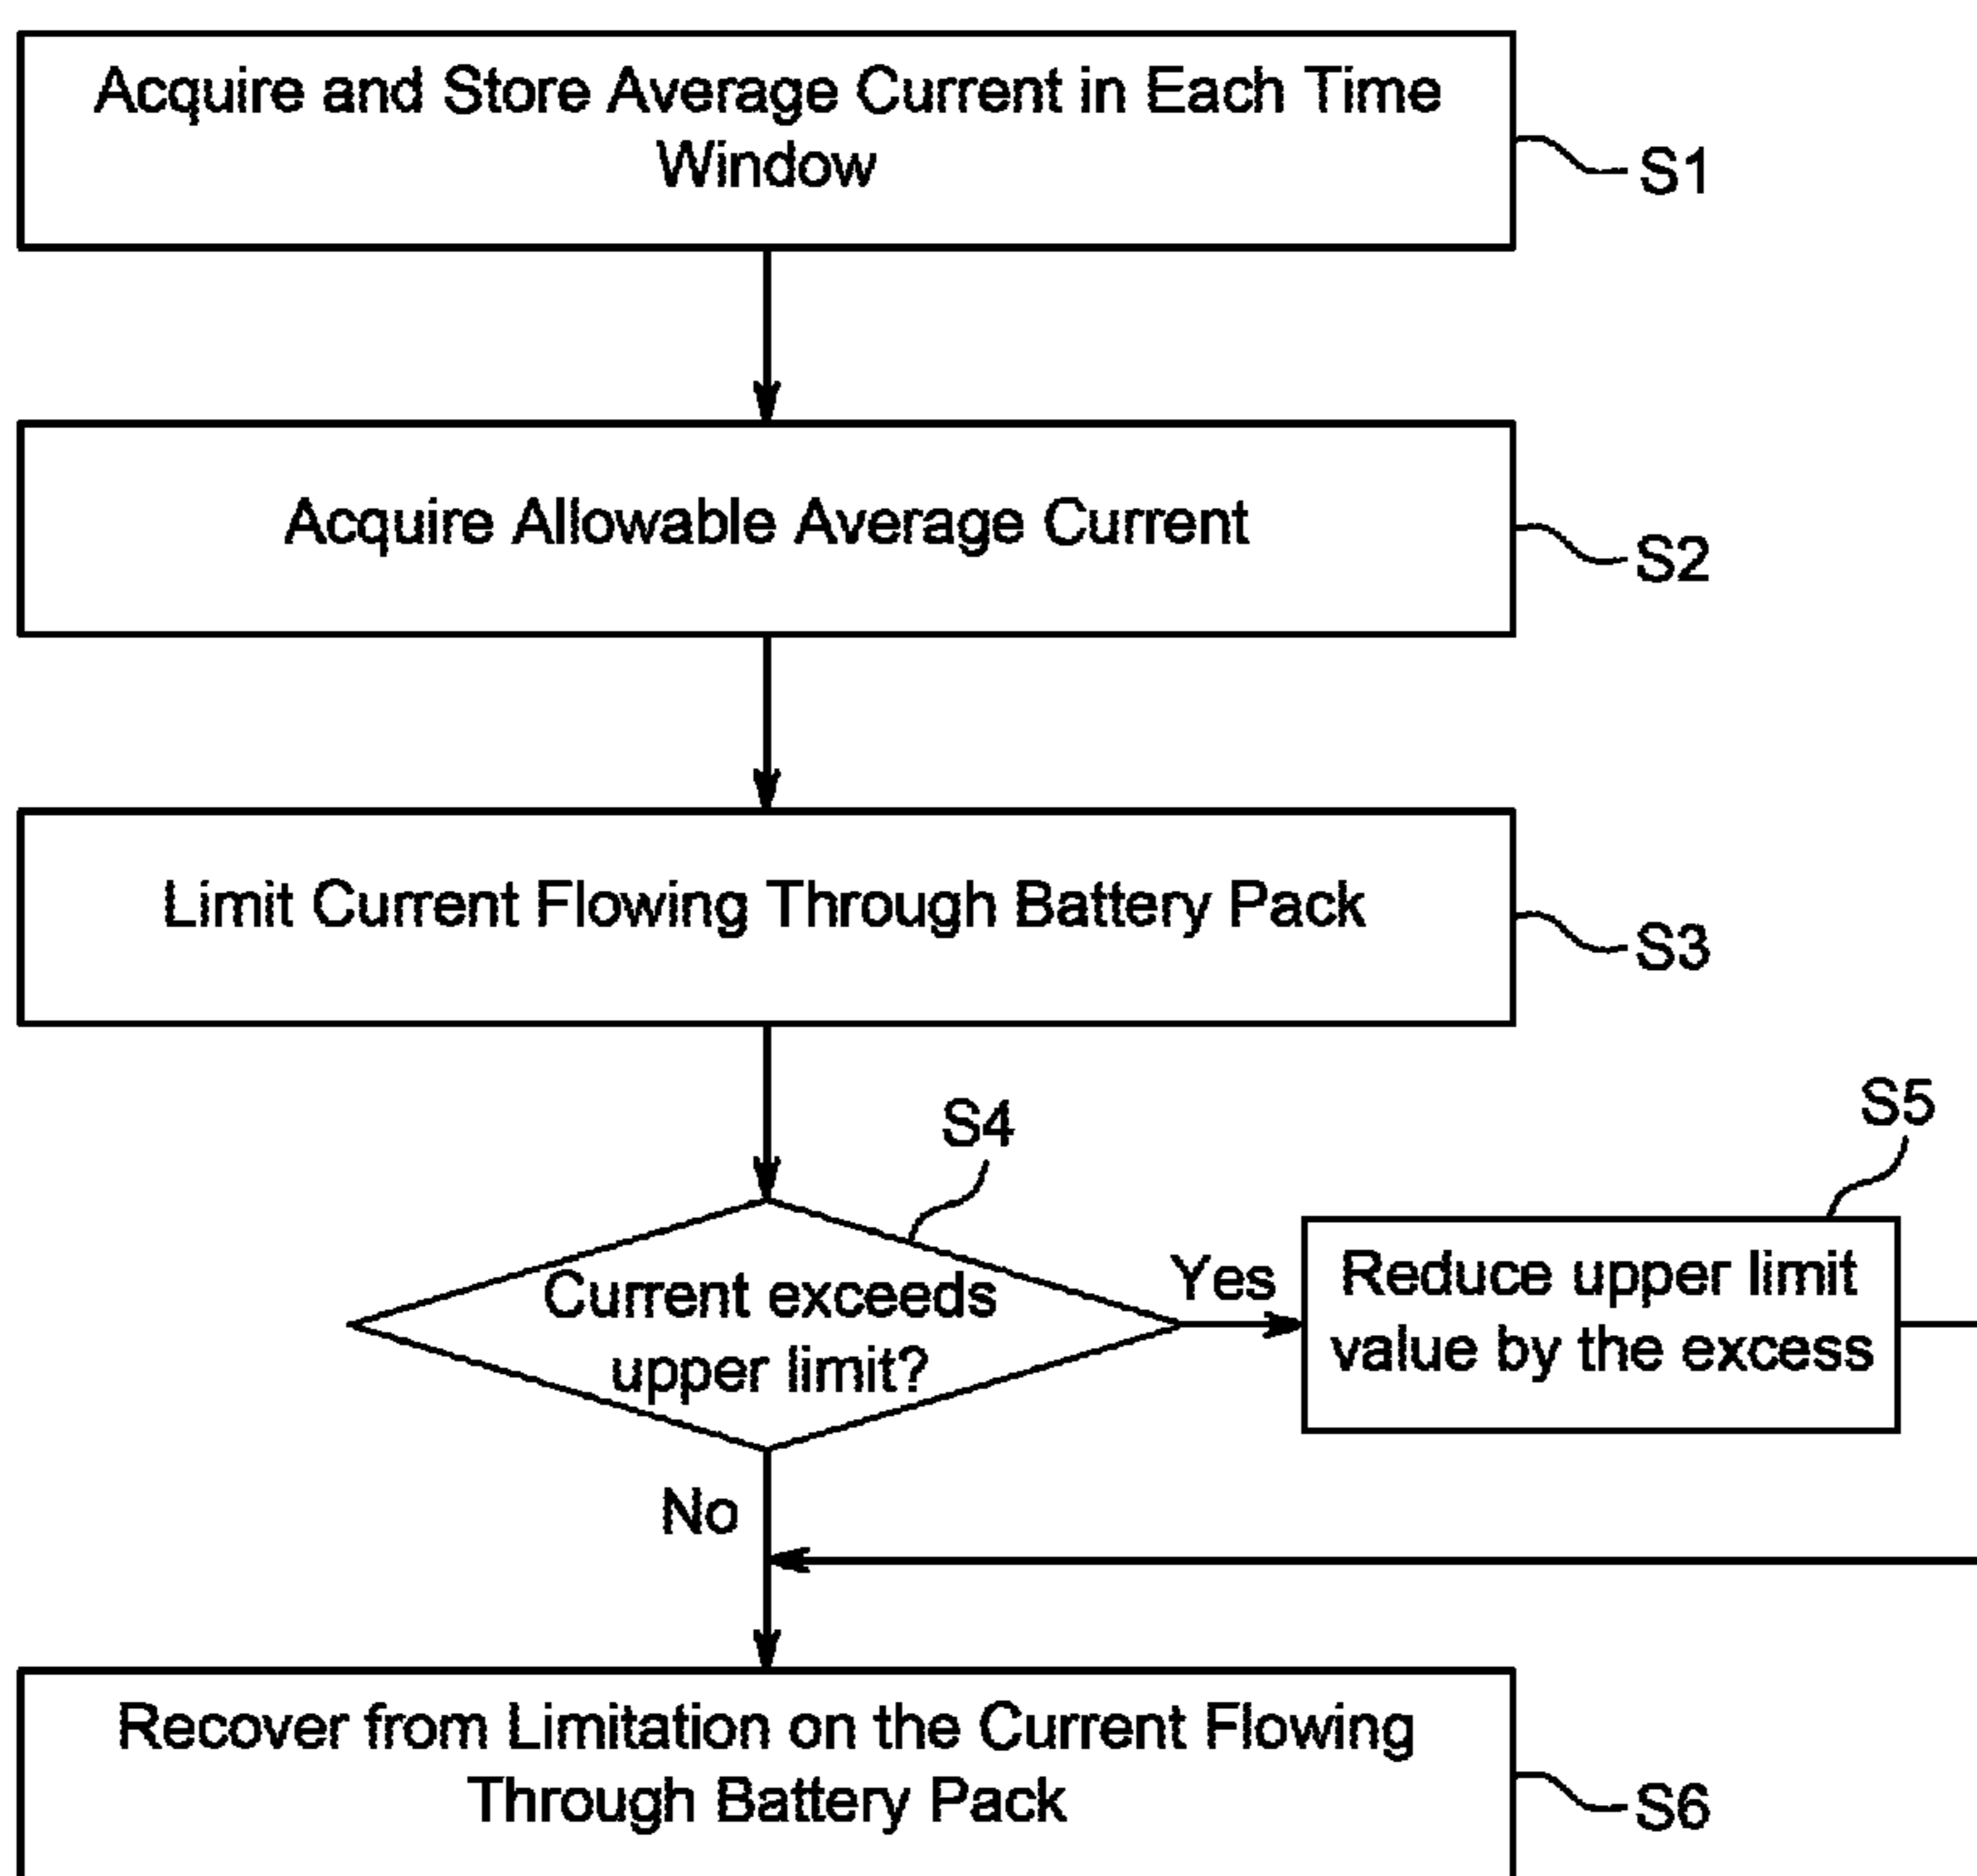 Acquire and Store Average Current in Each Time
Window
S1
Acquire Allowable Average Current
S2
Limit Current Flowing Through Battery Pack
S3
S4
S5
Current exceeds
upper limit?
Yes
Reduce upper limit
value by the excess
No
Recover from Limitation on the Current Flowing
Through Battery Pack
S6